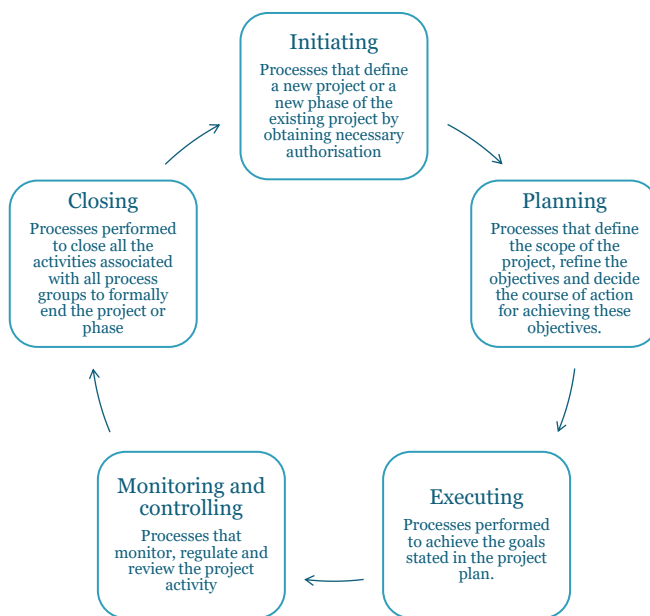 Initiating
Processes that define
a new project or a
new phase of the
existing project by
obtaining necessary
authorisation
Planning
Processes that define
the scope of the
project, refine the
objectives and decide
the course of action
for achieving these
objectives.
Executing
Processes performed
to achieve the goals
stated in the project
plan.
Monitoring and
controlling
Processes that
monitor, regulate and
review the project
activity
Closing
Processes performed
to close all the
activities associated
with all process
groups to formally
end the project or
phase